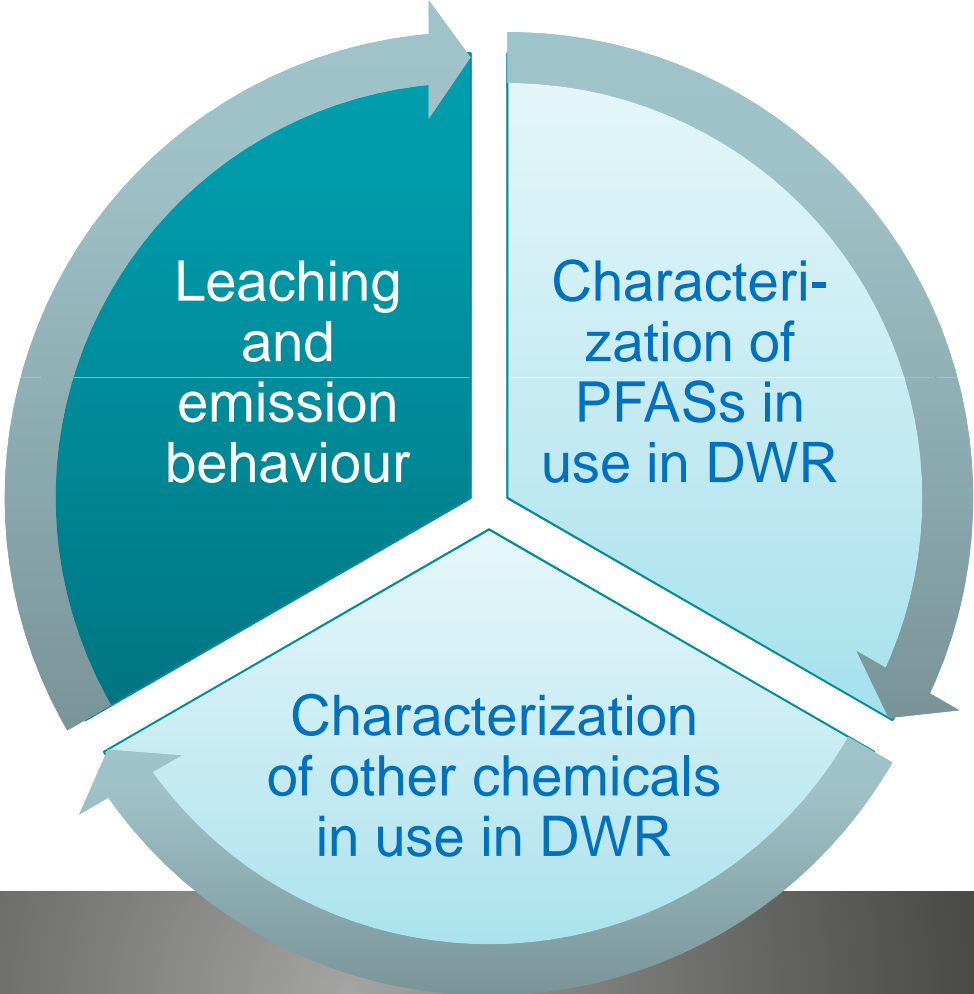 Leaching
and
emission
behaviour
Characteri-
zation of
PFASs in
use in DWR
Characterization
of other chemicals
in use in DWR